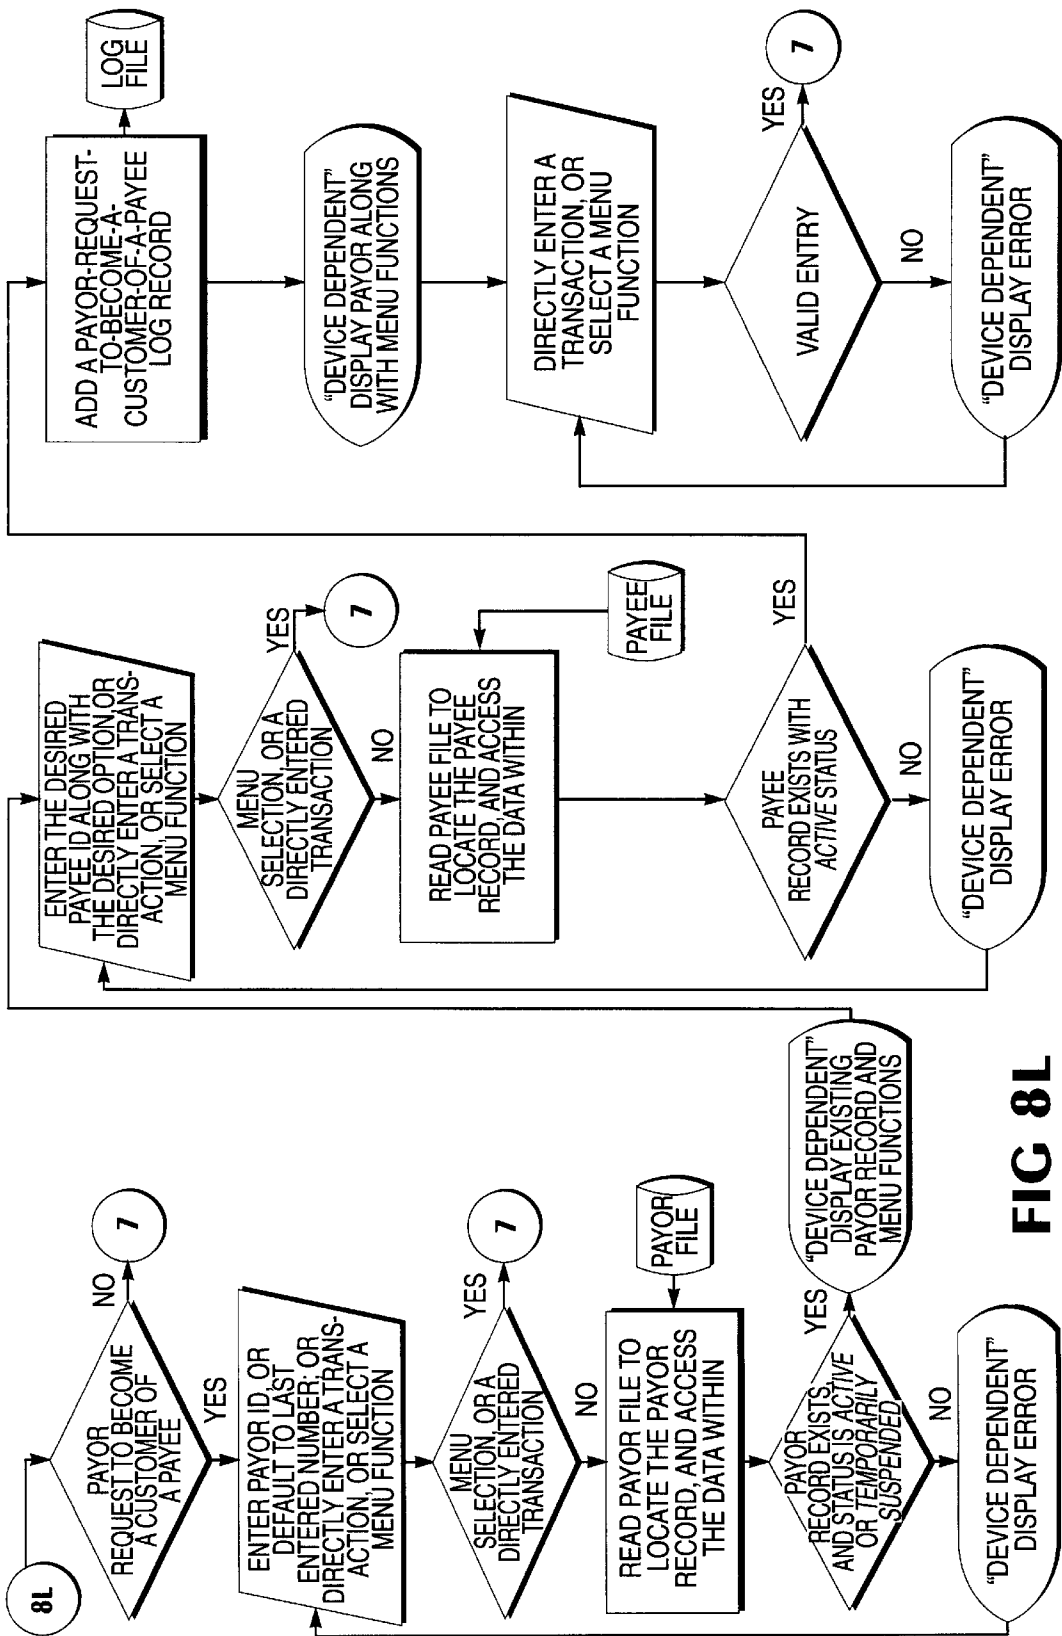 8L
PAYOR
REQUEST TO BECOME
A CUSTOMER OF
A PAYEE
NO
7
YES
ENTER PAYOR ID, OR
DEFAULT TO LAST
ENTERED NUMBER; OR
DIRECTLY ENTER A TRANS-
ACTION, OR SELECT A
MENU FUNCTION
MENU
SELECTION, OR A
DIRECTLY ENTERED
TRANSACTION
YES
7
NO
READ PAYOR FILE TO
LOCATE THE PAYOR
RECORD, AND ACCESS
THE DATA WITHIN
PAYOR
FILE
PAYOR
RECORD EXISTS,
AND STATUS IS ACTIVE
OR TEMPORARILY
SUSPENDED
YES
"DEVICE DEPENDENT"
DISPLAY EXISTING
PAYOR RECORD AND
MENU FUNCTIONS
NO
"DEVICE DEPENDENT"
DISPLAY ERROR
ENTER THE DESIRED
PAYEE ID ALONG WITH
THE DESIRED OPTION, OR
DIRECTLY ENTER A TRANS-
ACTION, OR SELECT A
MENU FUNCTION
MENU
SELECTION, OR A
DIRECTLY ENTERED
TRANSACTION
YES
7
NO
READ PAYEE FILE TO
LOCATE THE PAYEE
RECORD, AND ACCESS
THE DATA WITHIN
PAYEE
FILE
PAYEE
RECORD EXISTS WITH
ACTIVE STATUS
YES
NO
"DEVICE DEPENDENT"
DISPLAY ERROR
ADD A PAYOR-REQUEST-
TO-BECOME-A-
CUSTOMER-OF-A-PAYEE
LOG RECORD
LOG
FILE
"DEVICE DEPENDENT"
DISPLAY PAYOR ALONG
WITH MENU FUNCTIONS
DIRECTLY ENTER A
TRANSACTION, OR
SELECT A MENU
FUNCTION
VALID ENTRY
YES
7
NO
"DEVICE DEPENDENT"
DISPLAY ERROR
FIG 8L